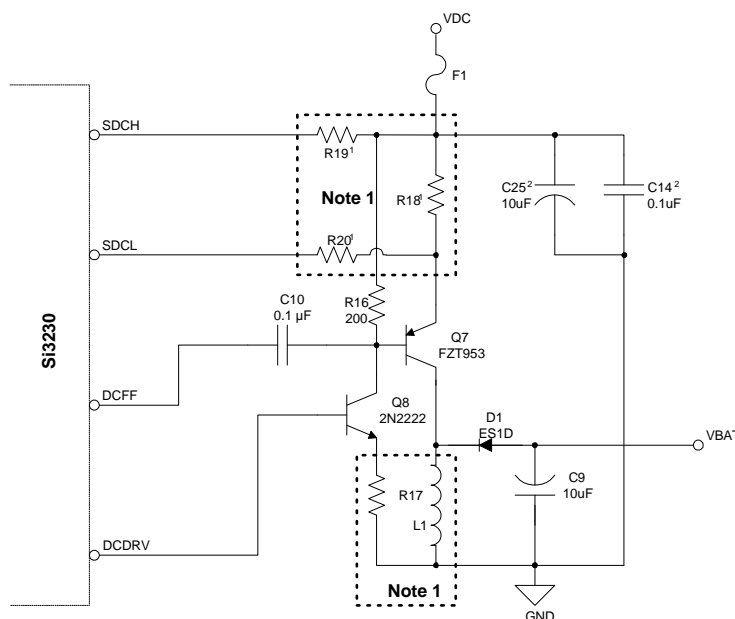 VDC
F1
SDCH
R19¹
Note 1
R18¹
C25²
10uF
C14²
0.1uF
SDCL
R20¹
R16
200
C10
0.1 µF
Q7
FZT953
Si3230
DCFF
Q8
2N2222
D1
ES1D
VBAT
R17
C9
10uF
L1
DCDRV
Note 1
GND